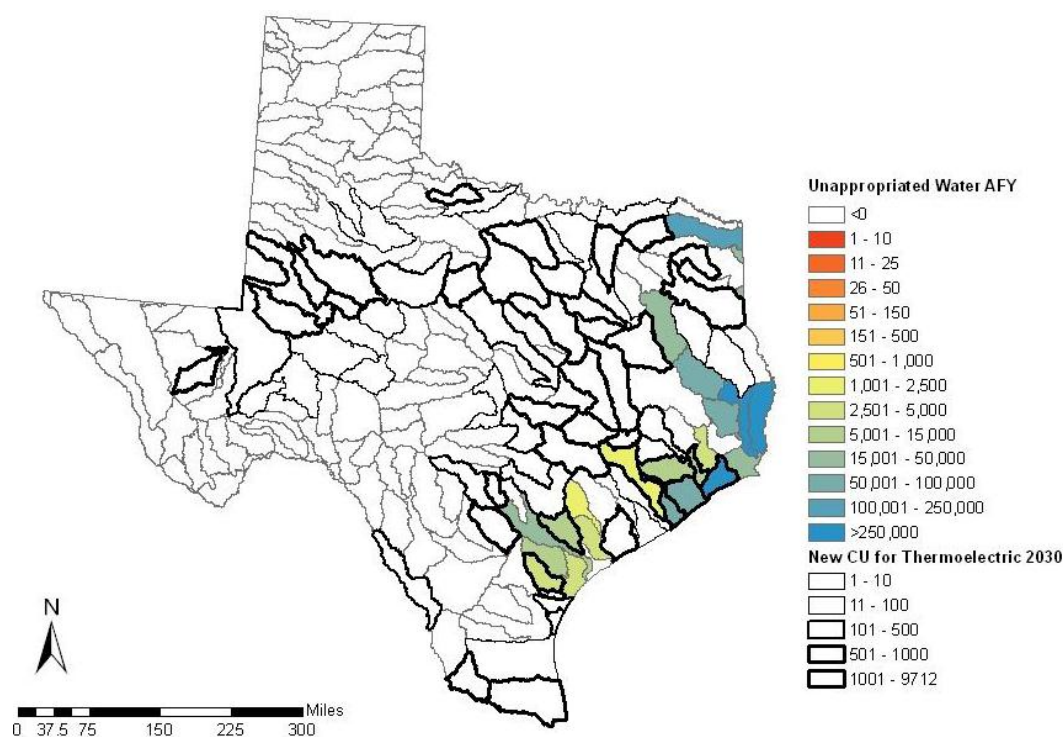 Unappropriated Water AFY
<0
1 - 10
11 - 25
26 - 50
51 - 150
151 - 500
501 - 1,000
1,001 - 2,500
2,501 - 5,000
5,001 - 15,000
15,001 - 50,000
50,001 - 100,000
100,001 - 250,000
>250,000
New CU for Thermoelectric 2030
1 - 10
11 - 100
101 - 500
501 - 1000
1001 - 9712
N
Miles
0 37.5 75 150 225 300